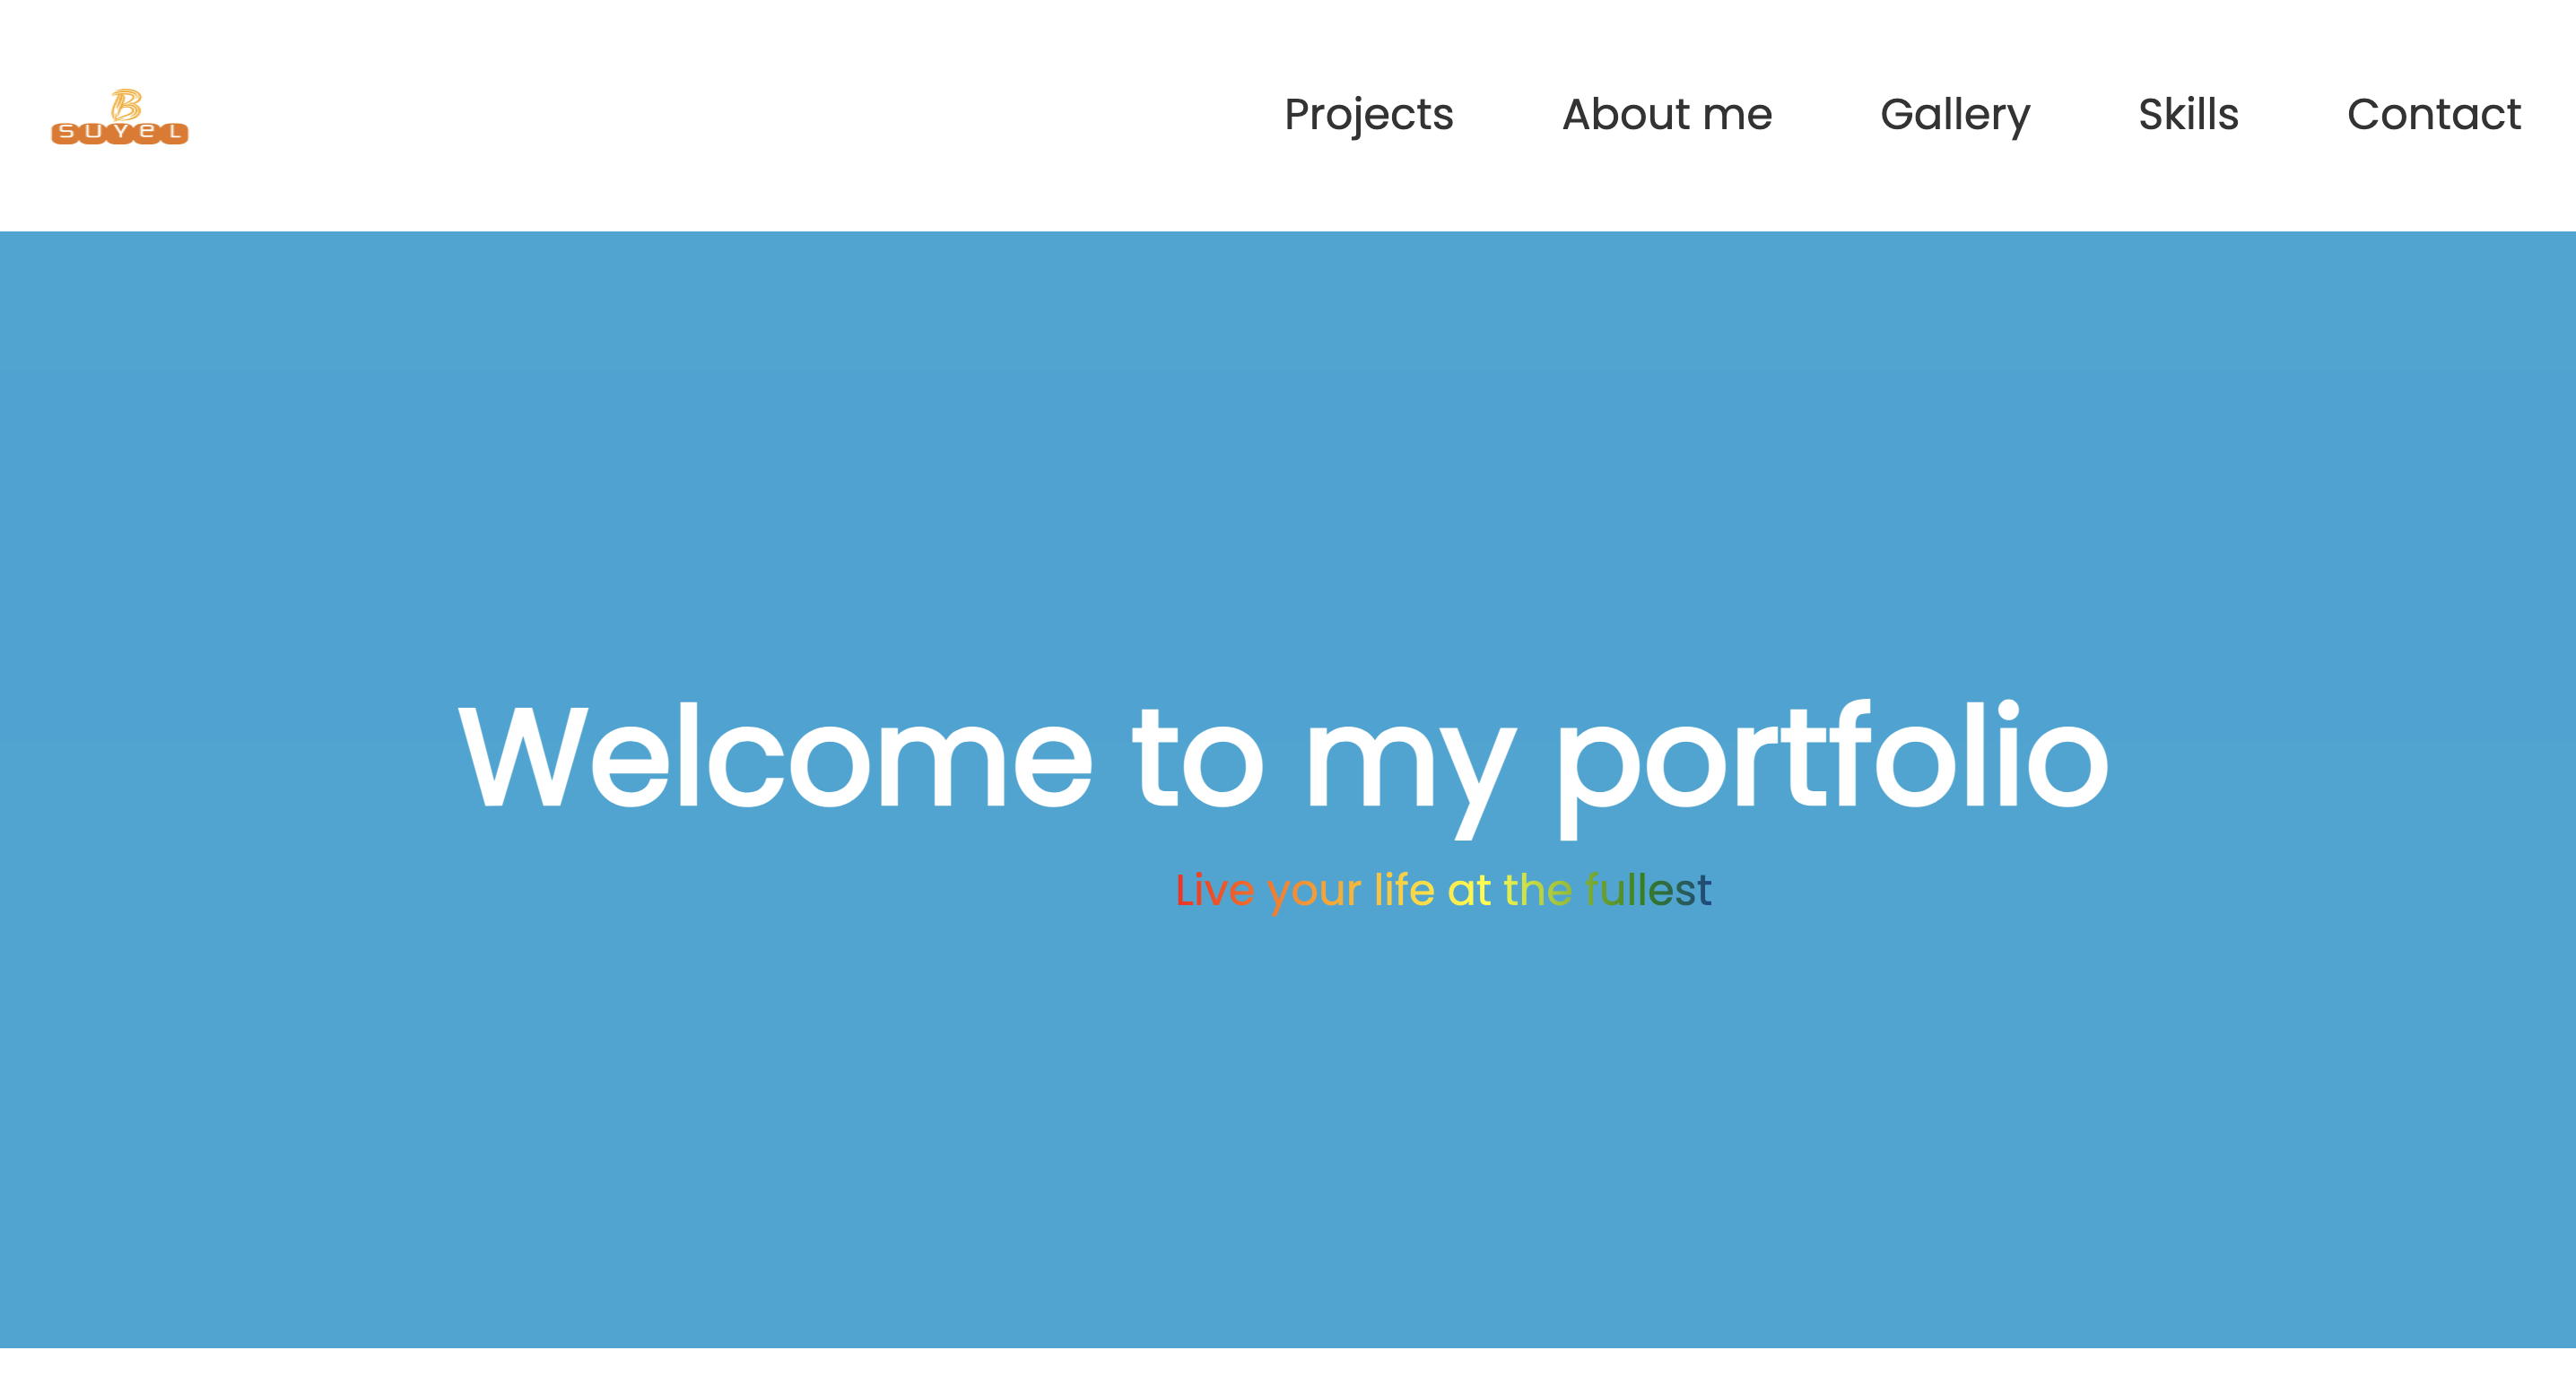 B
SUYEL
Projects About me Gallery Skills Contact
Welcome to my portfolio
Live your life at the fullest